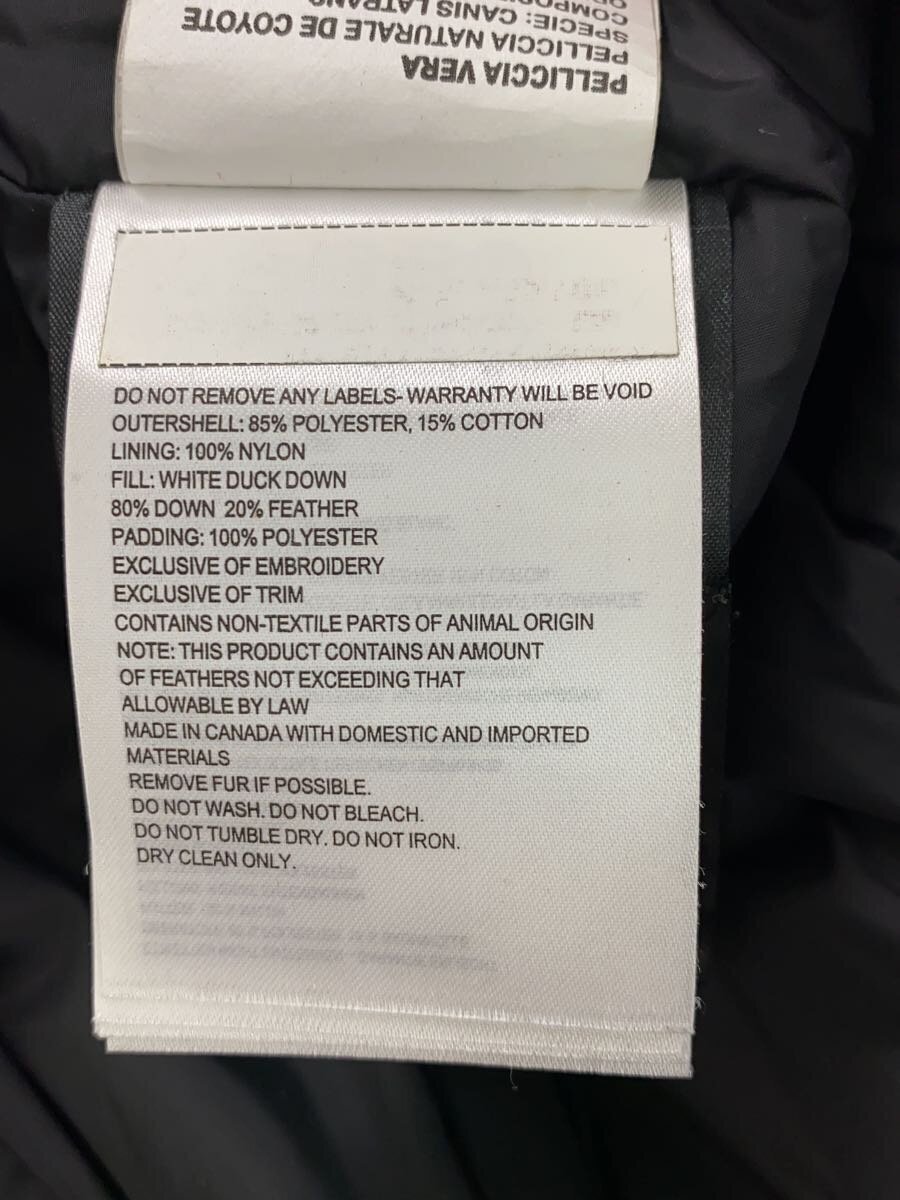 PELLICCIA VERA
PELLICCIA NATURALE DE COYOTE
SPECIE: CANIS
DO NOT REMOVE ANY LABELS- WARRANTY WILL BE VOID
OUTERSHELL: 85% POLYESTER, 15% COTTON
LINING: 100% NYLON
FILL: WHITE DUCK DOWN
80% DOWN 20% FEATHER
PADDING: 100% POLYESTER
EXCLUSIVE OF EMBROIDERY
EXCLUSIVE OF TRIM
CONTAINS NON-TEXTILE PARTS OF ANIMAL ORIGIN
NOTE: THIS PRODUCT CONTAINS AN AMOUNT
OF FEATHERS NOT EXCEEDING THAT
ALLOWABLE BY LAW
MADE IN CANADA WITH DOMESTIC AND IMPORTED
MATERIALS
REMOVE FUR IF POSSIBLE.
DO NOT WASH. DO NOT BLEACH.
DO NOT TUMBLE DRY. DO NOT IRON.
DRY CLEAN ONLY.